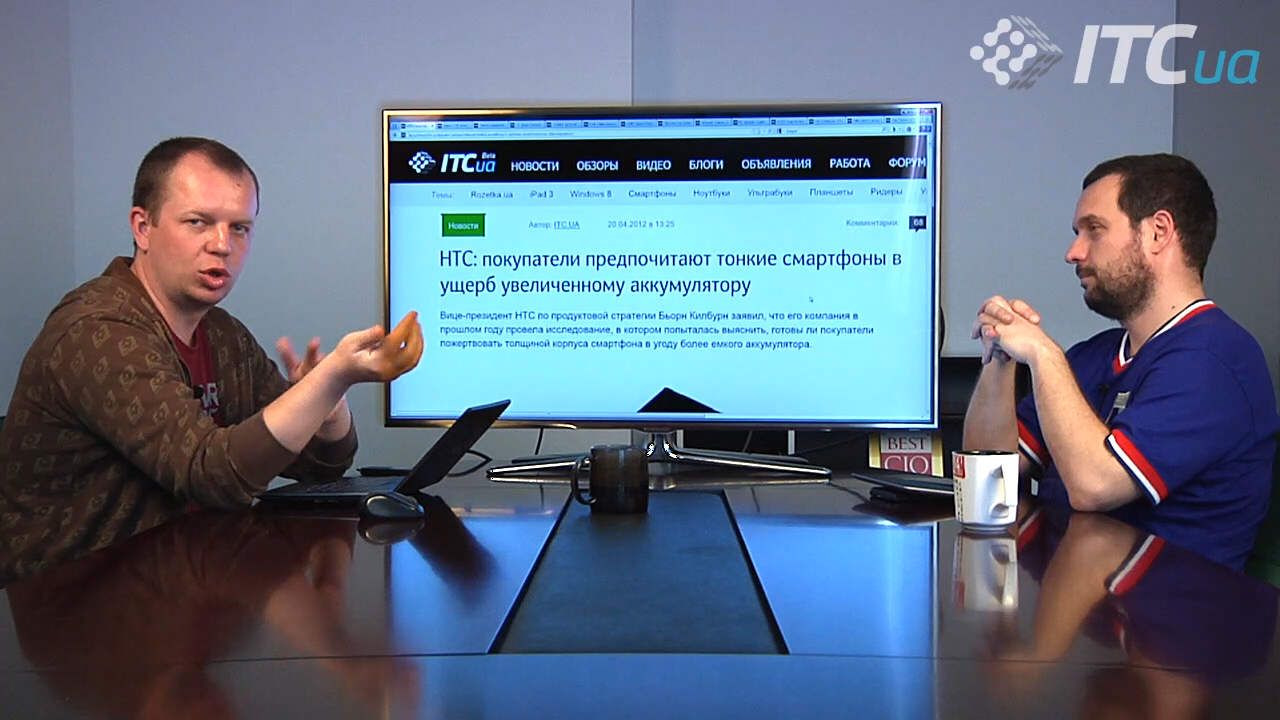 ITCua
ITCua Beta НОВОСТИ ОБЗОРЫ ВИДЕО БЛОГИ ОБЪЯВЛЕНИЯ РАБОТА ФОРУМ
Темы: Rozetka.ua iPad 3 Windows 8 Смартфоны Ноутбуки Ультрабуки Планшеты Ридеры
Новости Автор: ITC.UA 20.04.2012 в 13:25 Комментарии: 68
HTC: покупатели предпочитают тонкие смартфоны в
ущерб увеличенному аккумулятору
Вице-президент HTC по продуктовой стратегии Бьорн Килбурн заявил, что его компания в
прошлом году провела исследование, в котором попыталась выяснить, готовы ли покупатели
пожертвовать толщиной корпуса смартфона в угоду более емкого аккумулятора.
BEST
CIO